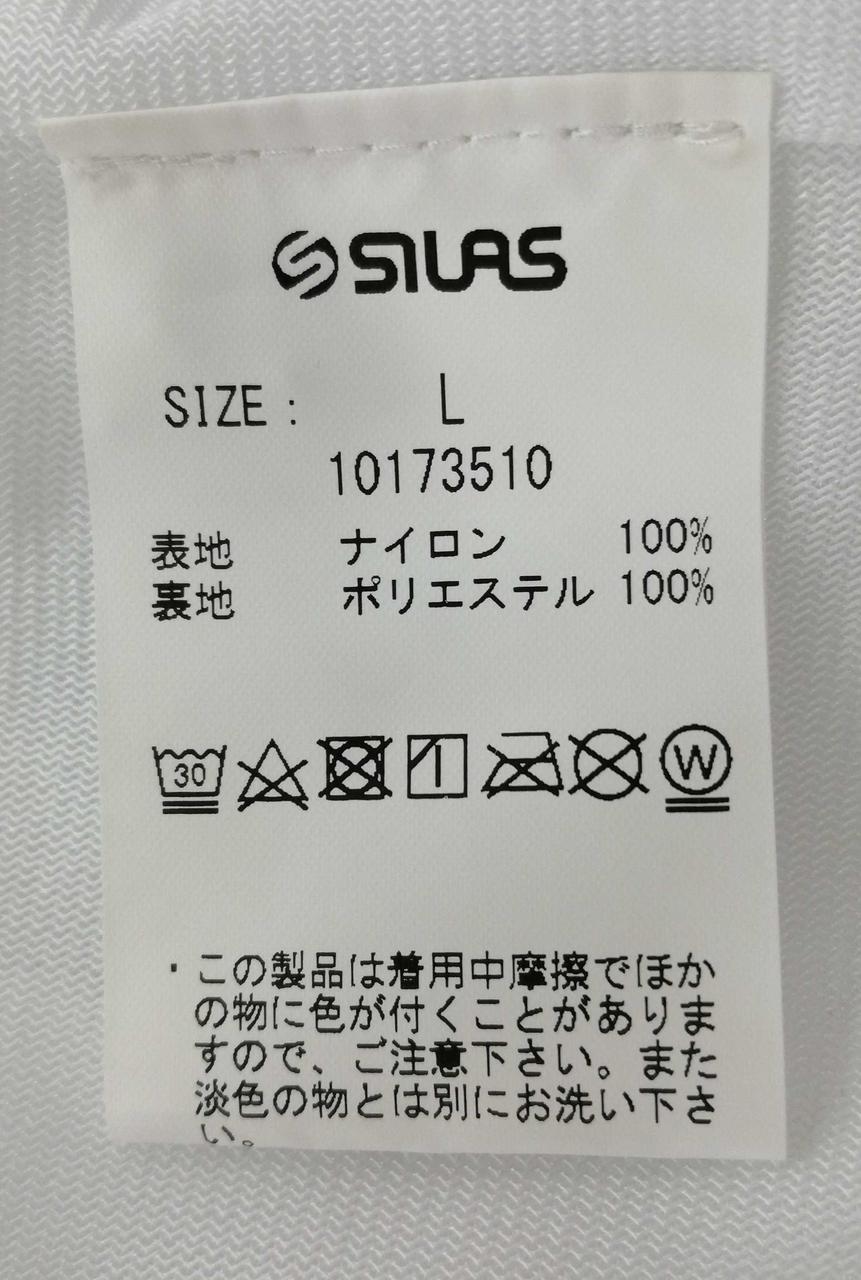 SILAS
SIZE : L
10173510
表地 ナイロン 100%
裏地 ポリエステル 100%
30 W
・この製品は着用中摩擦でほか
の物に色が付くことがありま
すので、ご注意下さい。また
淡色の物とは別にお洗い下さ
い。